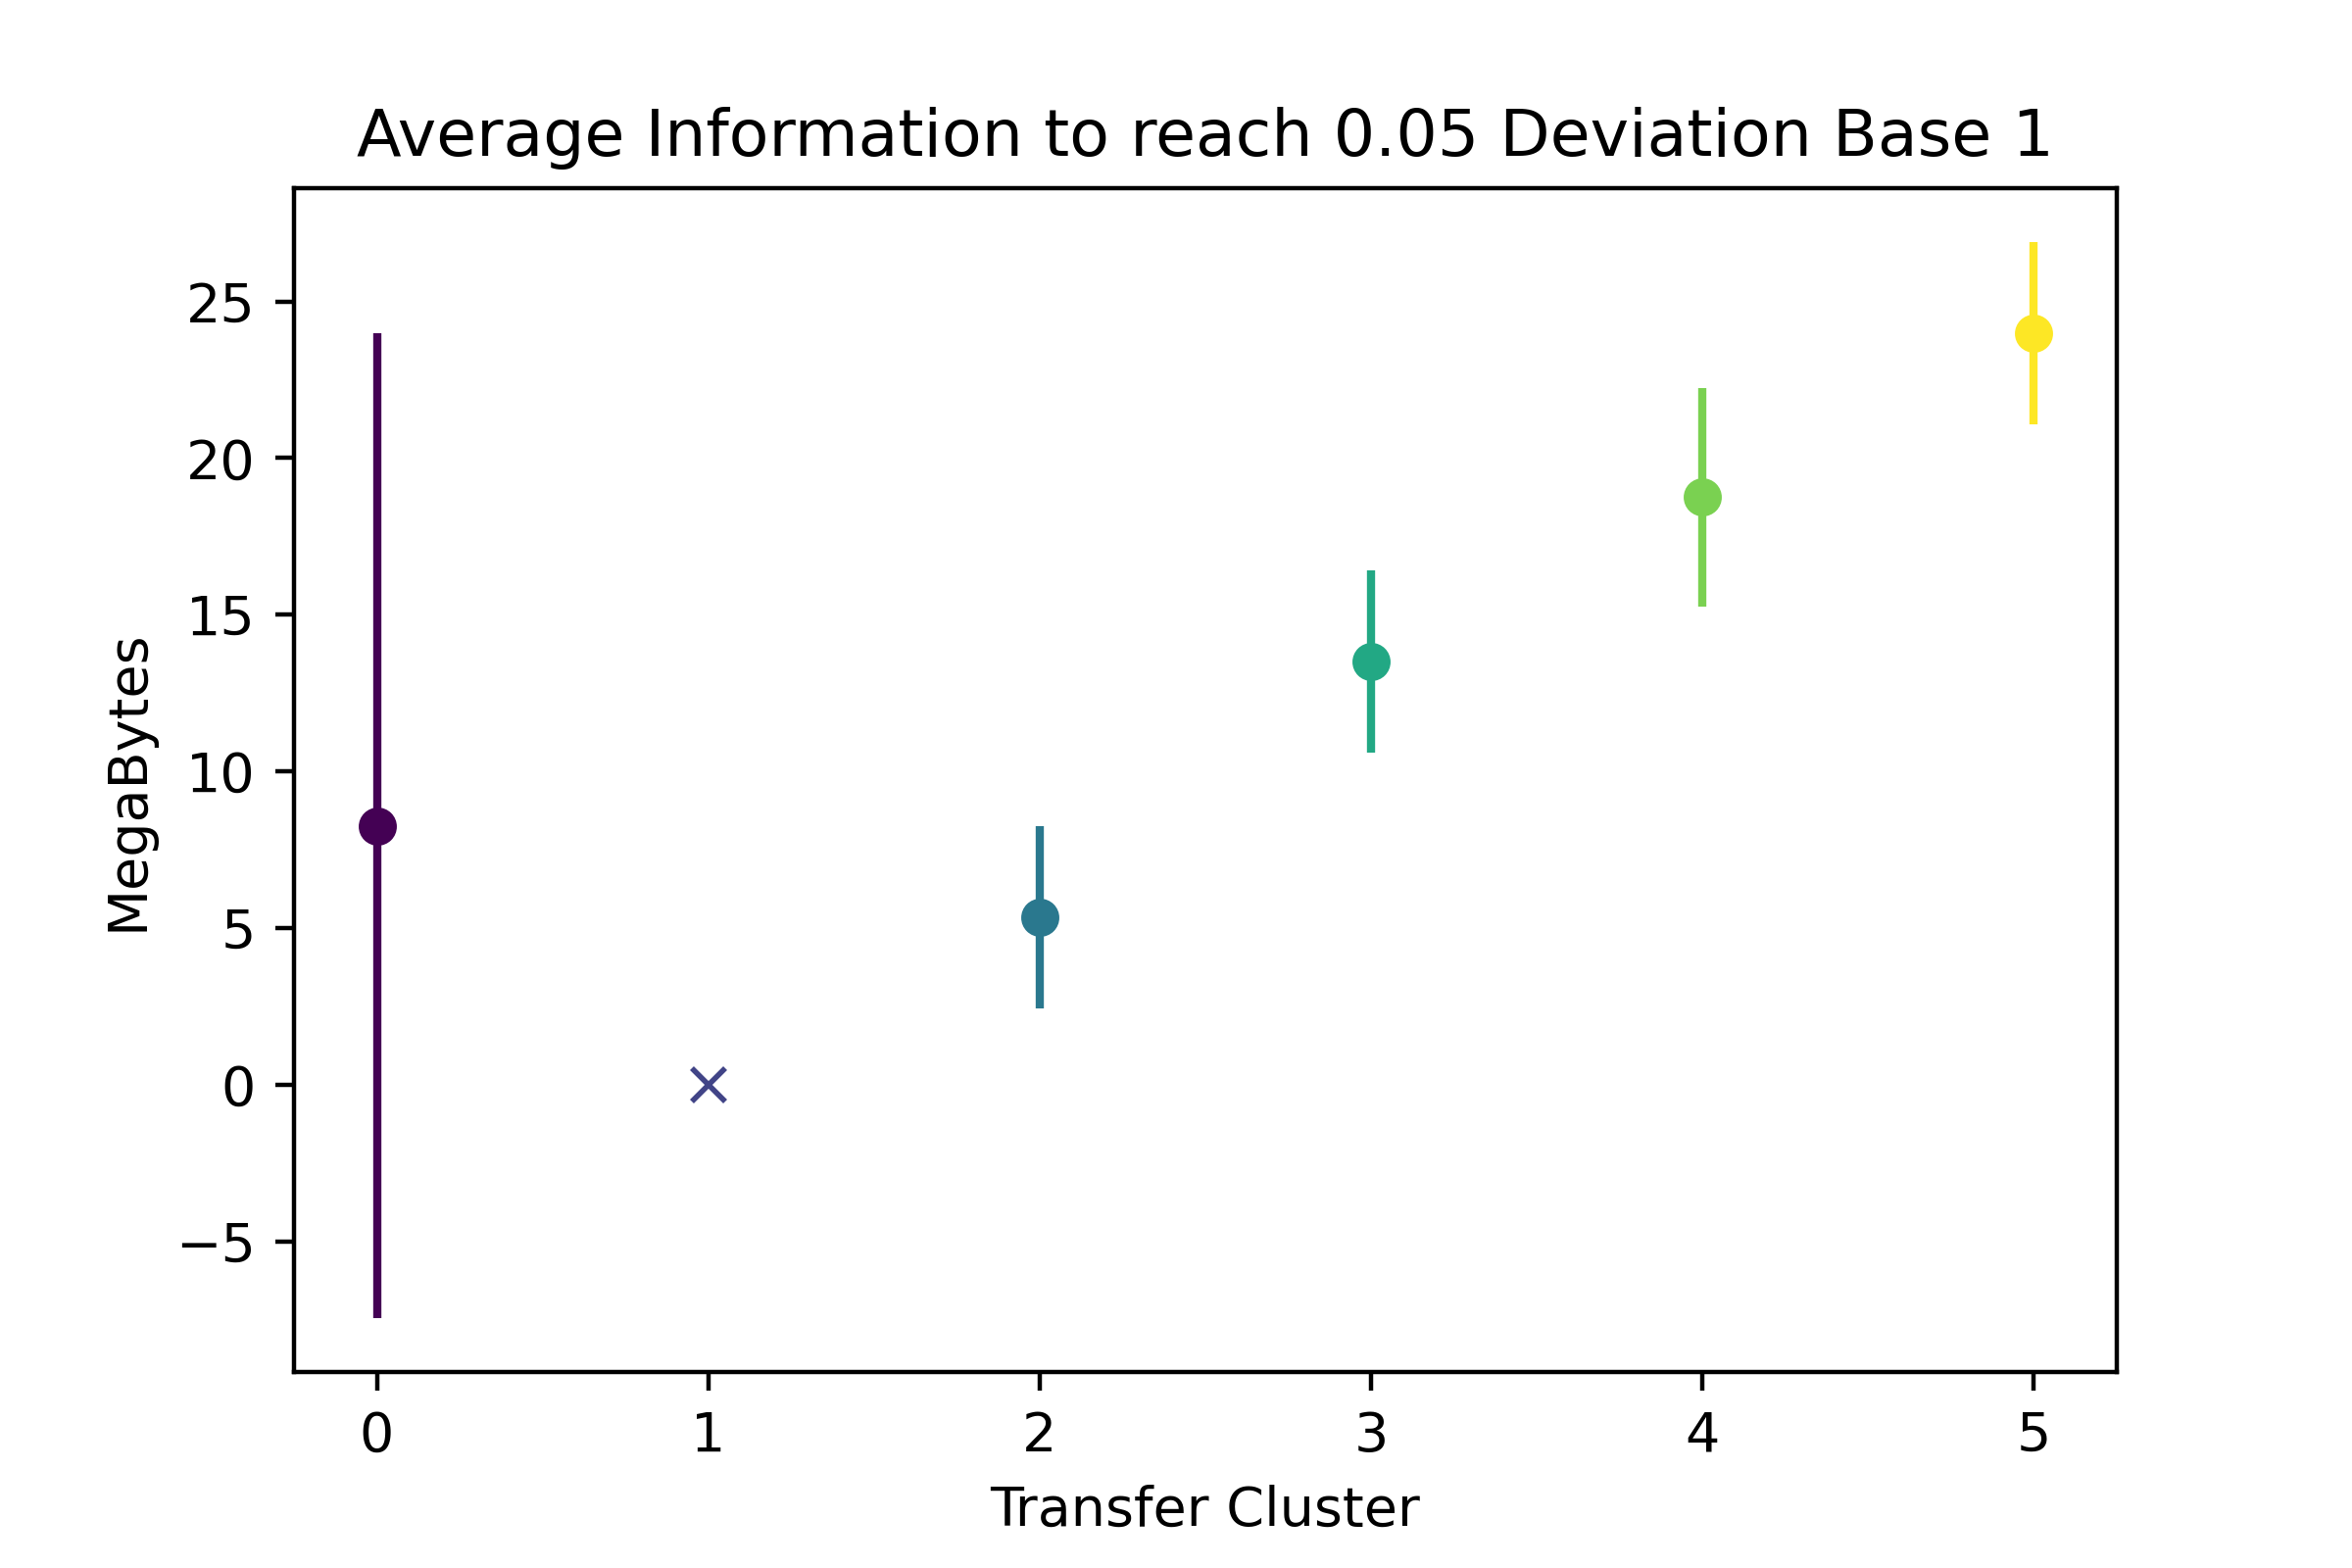 Average Information to reach 0.05 Deviation Base 1
25
20
15
10
5
0
−5
MegaBytes
0 1 2 3 4 5
Transfer Cluster